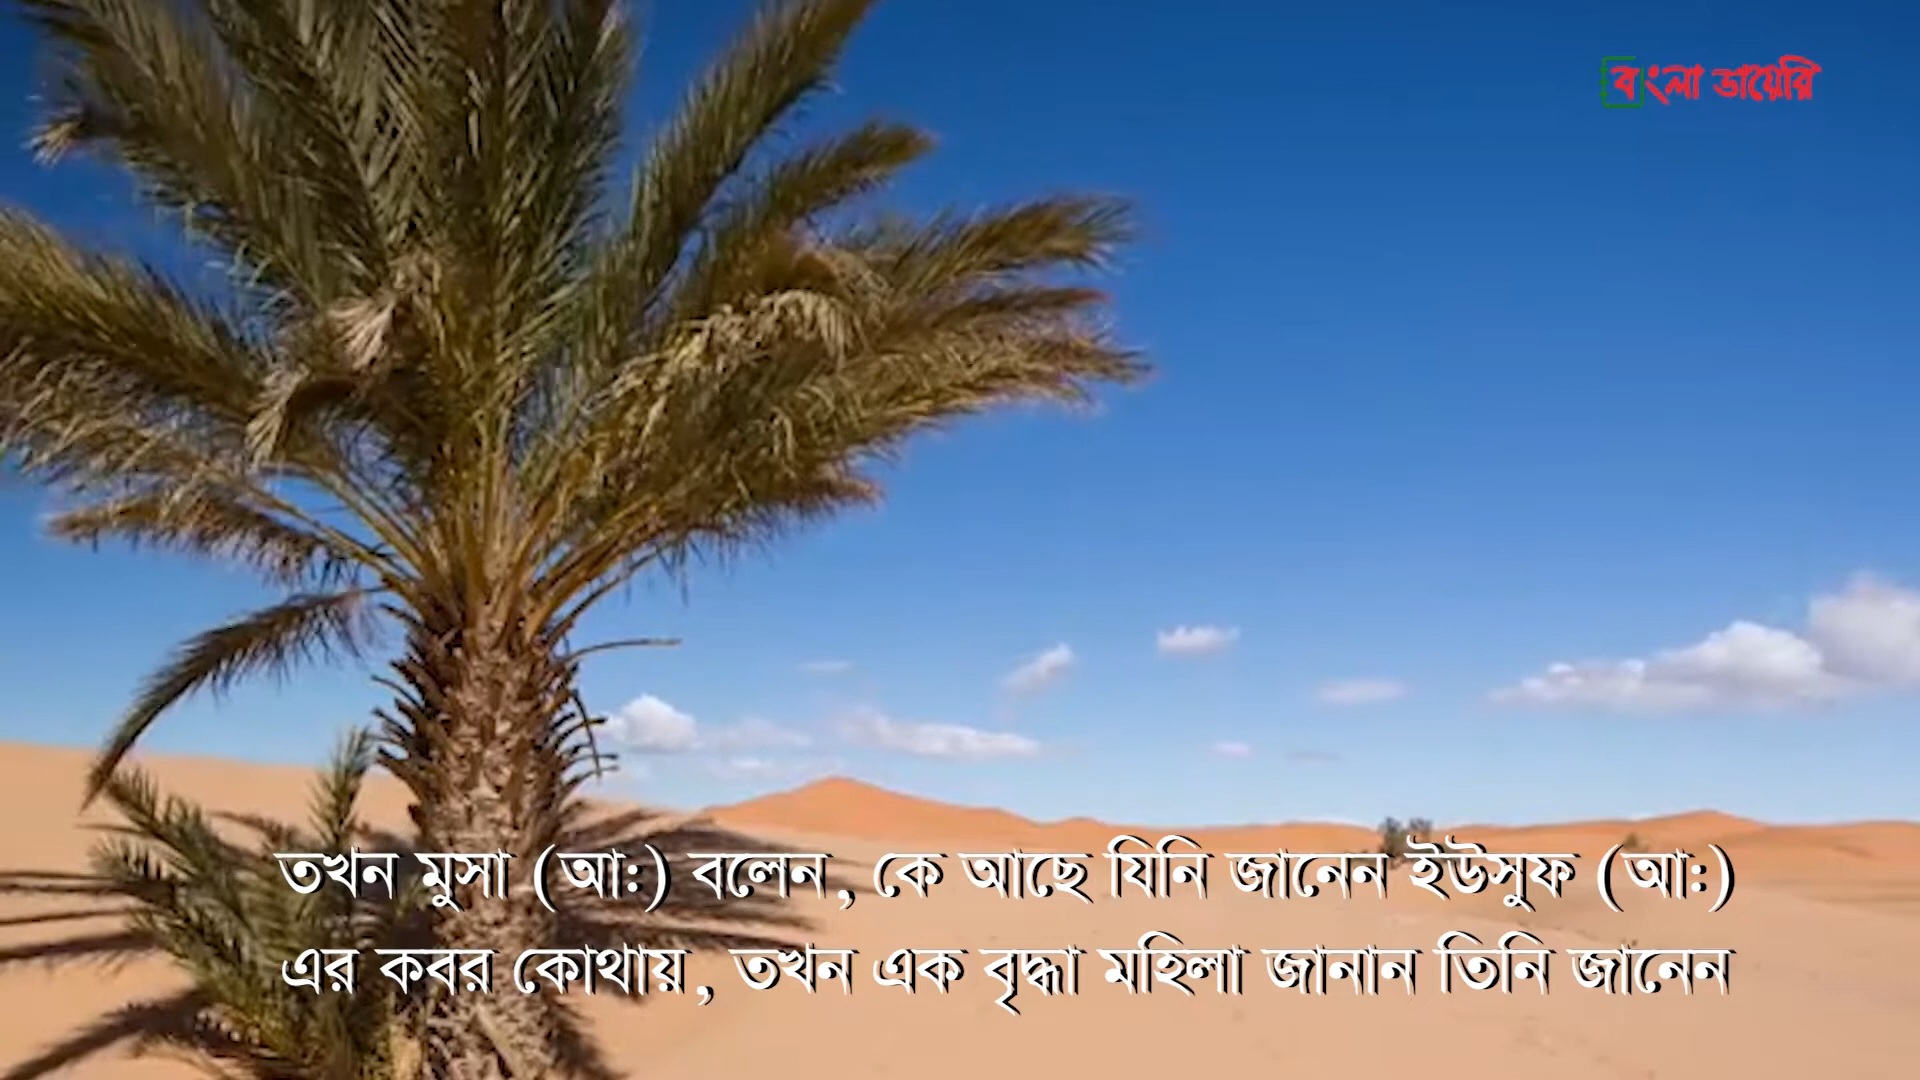 বাংলা ডায়েরি
তখন মুসা (আঃ) বলেন, কে আছে যিনি জানেন ইউসুফ (আঃ)
এর কবর কোথায়, তখন এক বৃদ্ধা মহিলা জানান তিনি জানেন